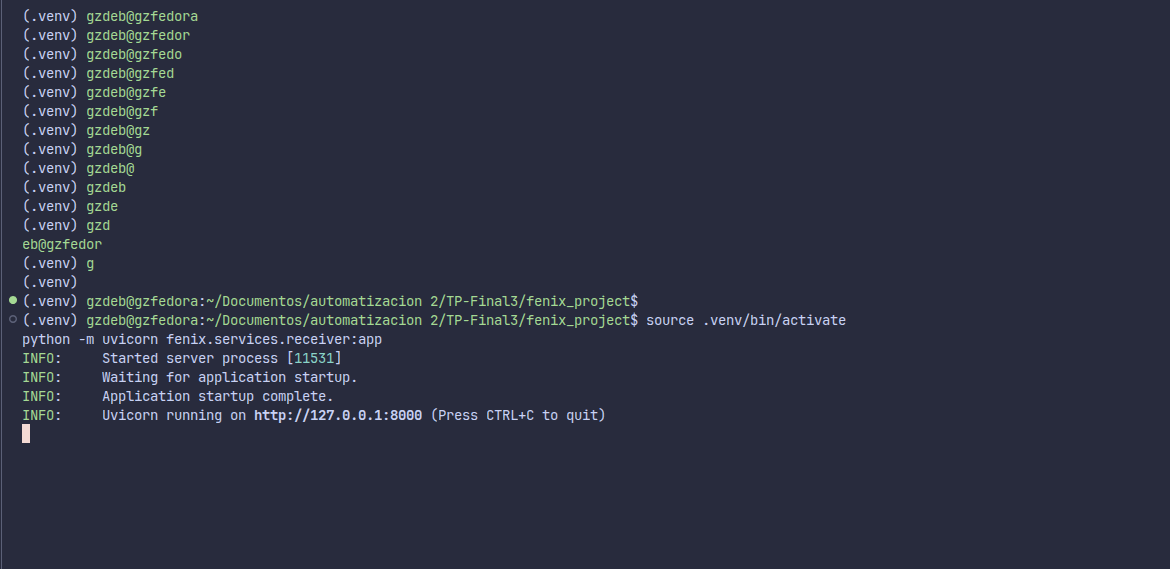 (.venv) gzdeb@gzfedora
(.venv) gzdeb@gzfedor
(.venv) gzdeb@gzfedo
(.venv) gzdeb@gzfed
(.venv) gzdeb@gzfe
(.venv) gzdeb@gzf
(.venv) gzdeb@gz
(.venv) gzdeb@g
(.venv) gzdeb@
(.venv) gzdeb
(.venv) gzde
(.venv) gzd
eb@gzfedor
(.venv) g
(.venv)
(.venv) gzdeb@gzfedora:~/Documentos/automatizacion 2/TP-Final3/fenix_project$
(.venv) gzdeb@gzfedora:~/Documentos/automatizacion 2/TP-Final3/fenix_project$ source .venv/bin/activate
python -m uvicorn fenix.services.receiver:app
INFO:     Started server process [11531]
INFO:     Waiting for application startup.
INFO:     Application startup complete.
INFO:     Uvicorn running on http://127.0.0.1:8000 (Press CTRL+C to quit)